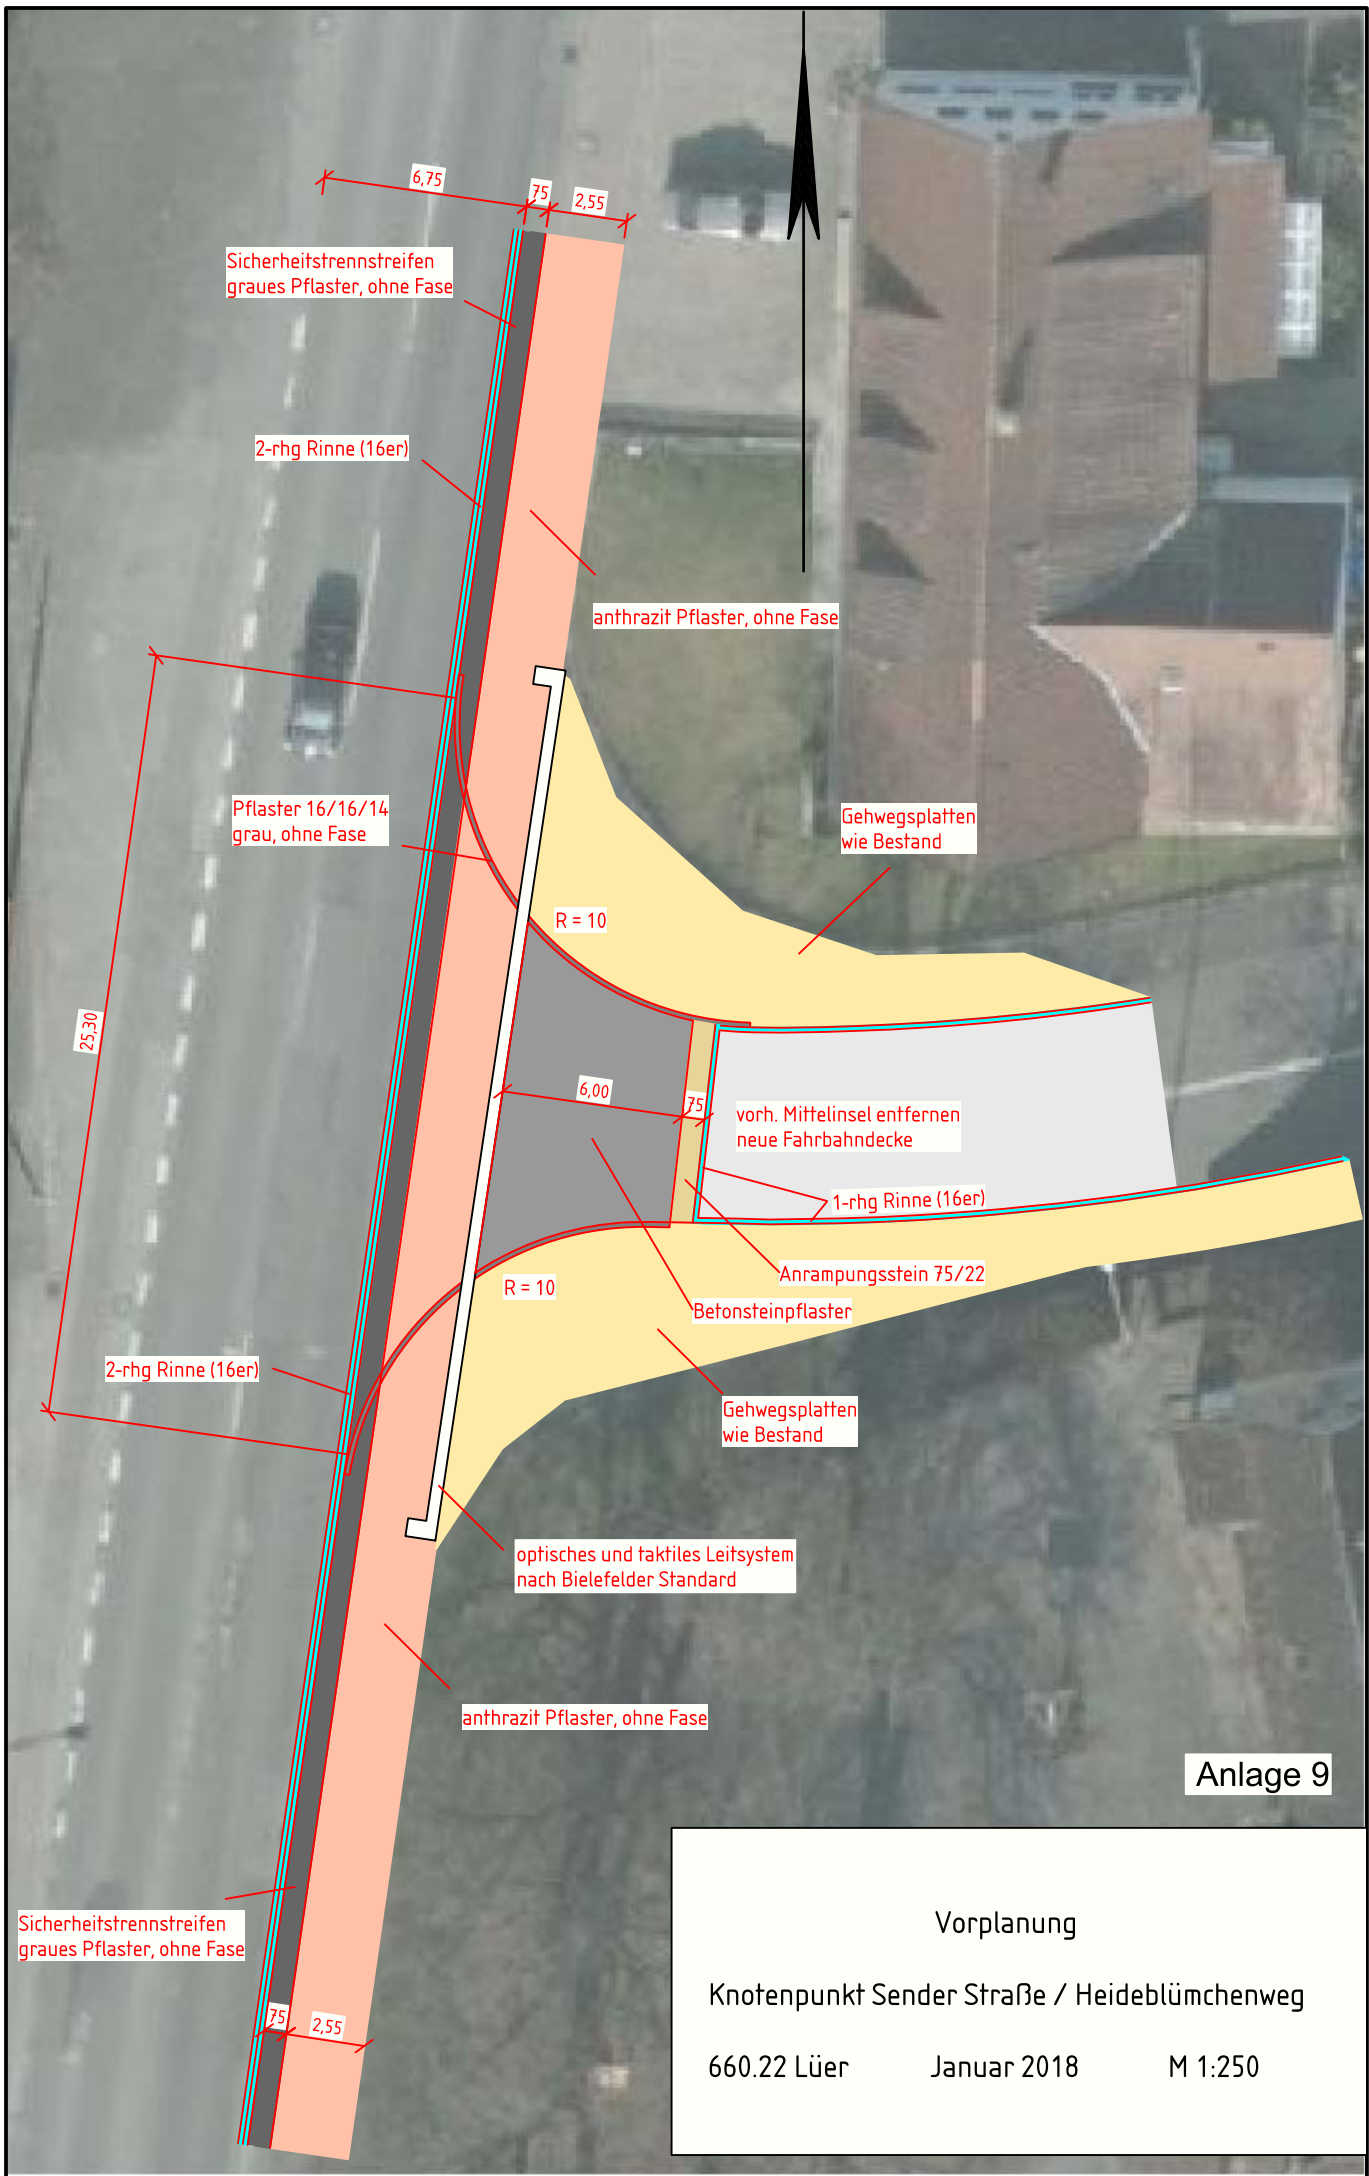 6,75
75
2,55
Sicherheitstrennstreifen
graues Pflaster, ohne Fase
2-rhg Rinne (16er)
anthrazit Pflaster, ohne Fase
Pflaster 16/16/14
grau, ohne Fase
Gehwegsplatten
wie Bestand
R = 10
25,30
6,00
75
vorh. Mittelinsel entfernen
neue Fahrbahndecke
1-rhg Rinne (16er)
Anrampungsstein 75/22
R = 10
Betonsteinpflaster
2-rhg Rinne (16er)
Gehwegsplatten
wie Bestand
optisches und taktiles Leitsystem
nach Bielefelder Standard
anthrazit Pflaster, ohne Fase
Anlage 9
Sicherheitstrennstreifen
graues Pflaster, ohne Fase
75
2,55
Vorplanung
Knotenpunkt Sender Straße / Heideblümchenweg
660.22 Lüer Januar 2018 M 1:250